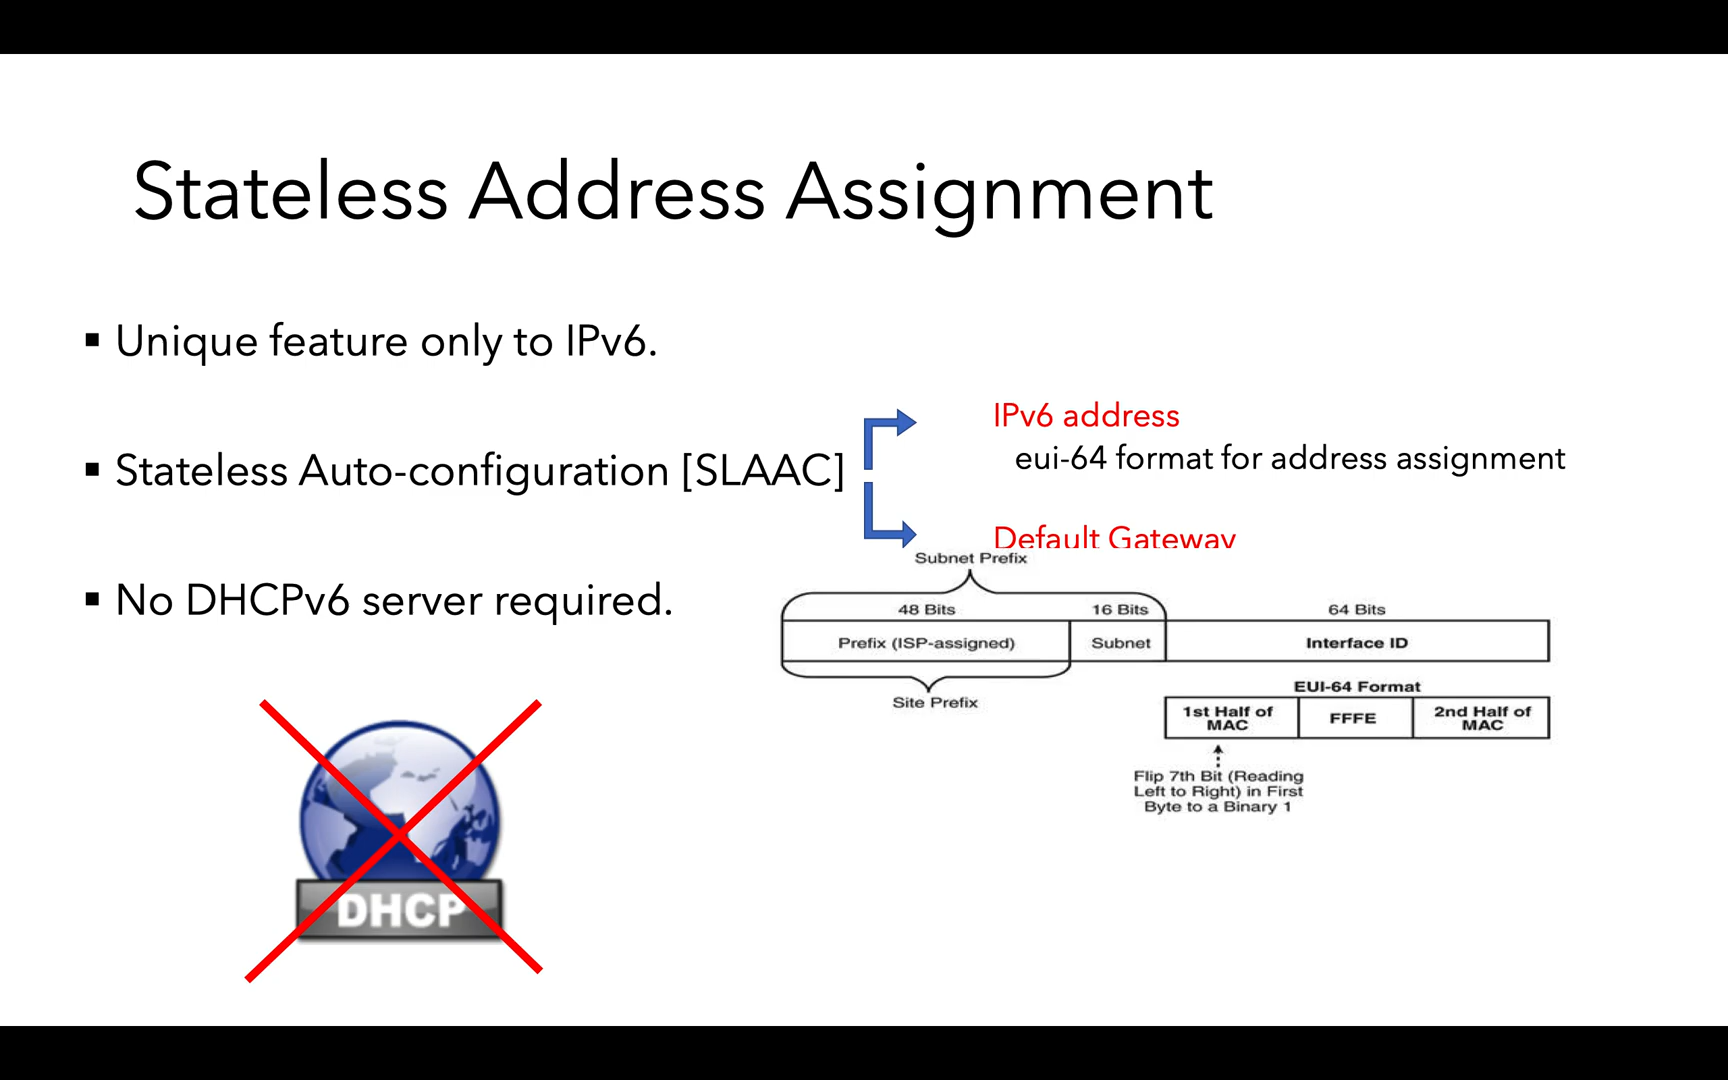 Stateless Address Assignment
▪ Unique feature only to IPv6.
▪ Stateless Auto-configuration [SLAAC]
IPv6 address
eui-64 format for address assignment
Default Gateway
▪ No DHCPv6 server required.
Subnet Prefix
48 Bits
16 Bits
64 Bits
Prefix (ISP-assigned)
Subnet
Interface ID
Site Prefix
EUI-64 Format
1st Half of
MAC
FFFE
2nd Half of
MAC
Flip 7th Bit (Reading
Left to Right) in First
Byte to a Binary 1
DHCP